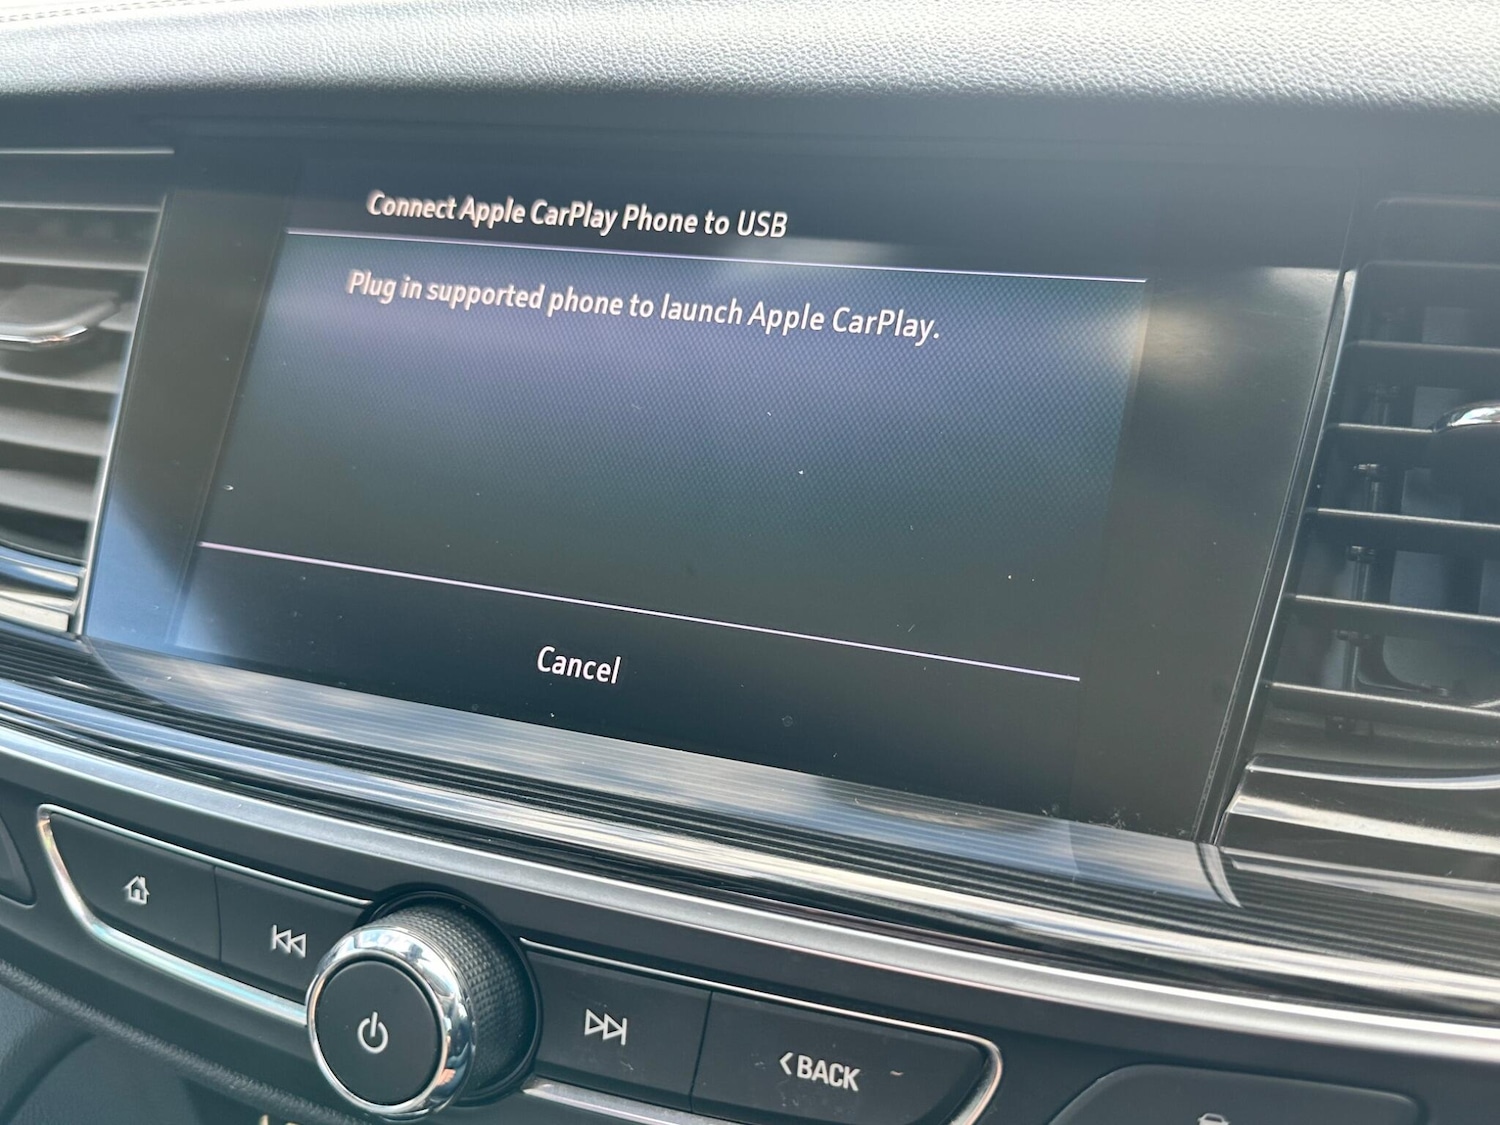 Connect Apple CarPlay Phone to USB
Plug in supported phone to launch Apple CarPlay.
Cancel
<BACK